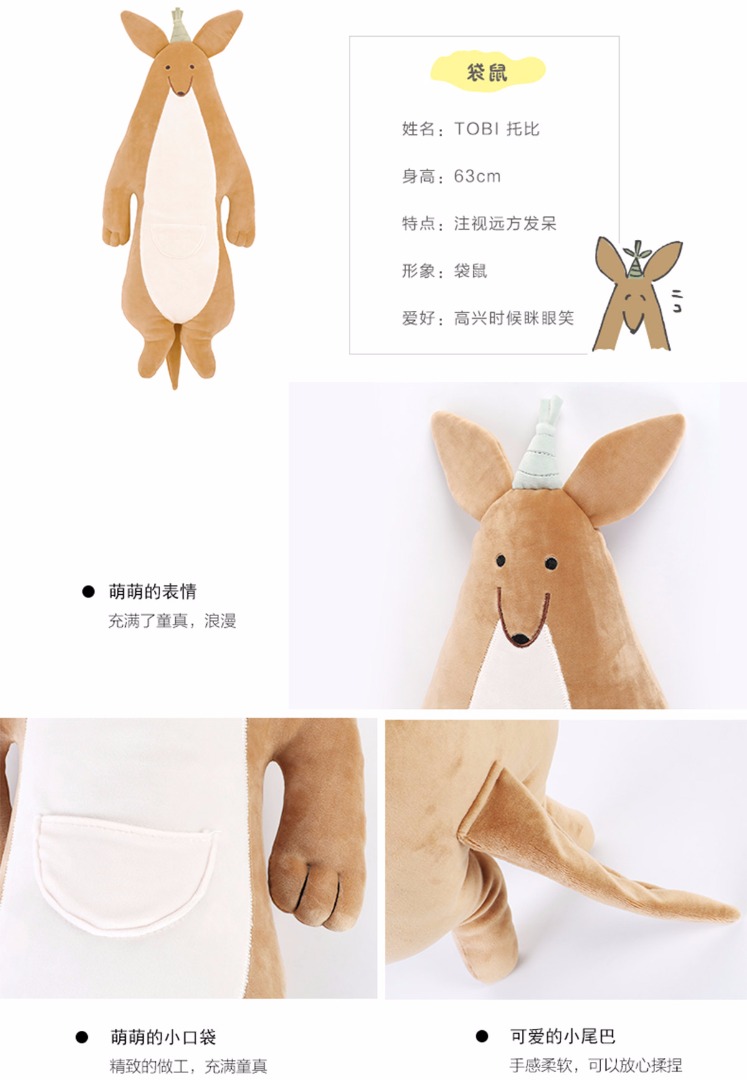 袋鼠
姓名：TOBI 托比
身高：63cm
特点：注视远方发呆
形象：袋鼠
爱好：高兴时候眯眼笑
萌萌的表情
充满了童真，浪漫
萌萌的小口袋
精致的做工，充满童真
可爱的小尾巴
手感柔软，可以放心揉捏